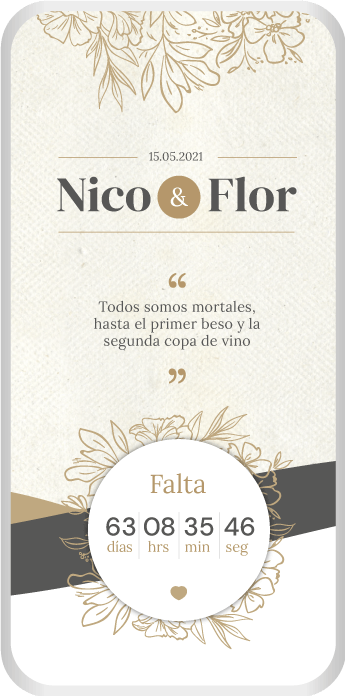 15.05.2021
Nico & Flor
“
Todos somos mortales,
hasta el primer beso y la
segunda copa de vino
”
Falta
63 08 35 46
días hrs min seg